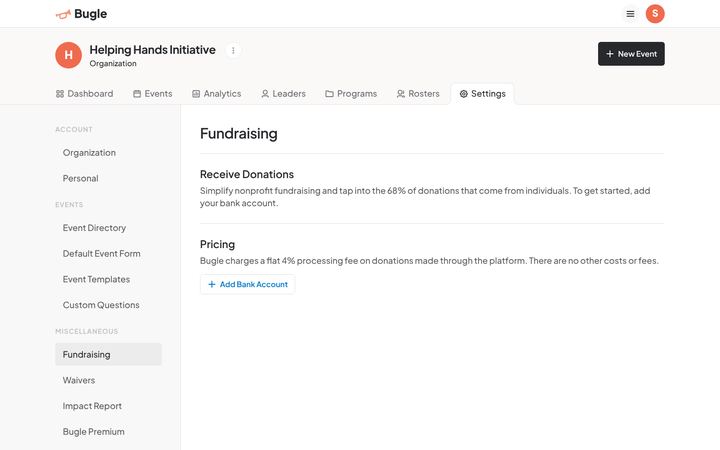 Bugle
S
H
Helping Hands Initiative
Organization
New Event
Dashboard
Events
Analytics
Leaders
Programs
Rosters
Settings
ACCOUNT
Organization
Personal
EVENTS
Event Directory
Default Event Form
Event Templates
Custom Questions
MISCELLANEOUS
Fundraising
Waivers
Impact Report
Bugle Premium
Fundraising
Receive Donations
Simplify nonprofit fundraising and tap into the 68% of donations that come from individuals. To get started, add
your bank account.
Pricing
Bugle charges a flat 4% processing fee on donations made through the platform. There are no other costs or fees.
Add Bank Account